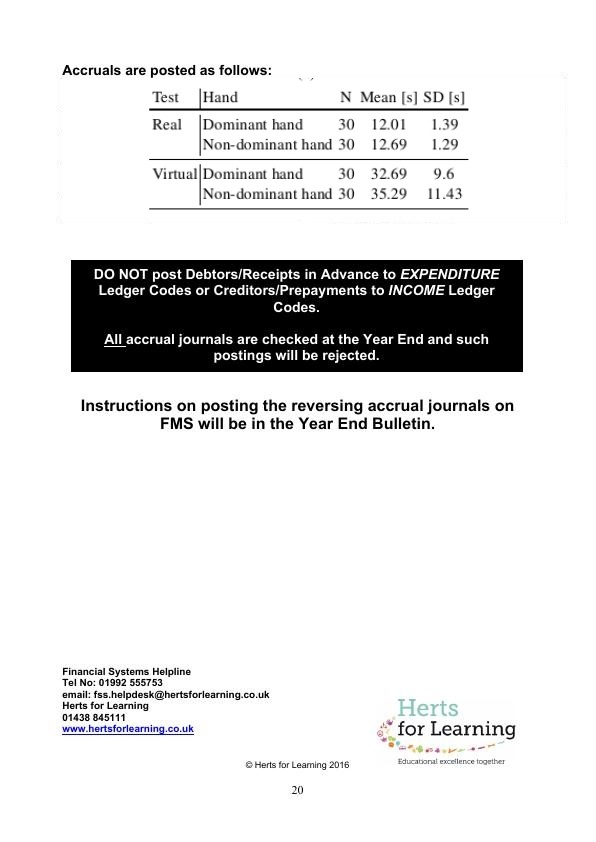 Accruals are posted as follows:
Test Hand N Mean [s] SD [s]
Real Dominant hand 30 12.01 1.39
Non-dominant hand 30 12.69 1.29
Virtual Dominant hand 30 32.69 9.6
Non-dominant hand 30 35.29 11.43
DO NOT post Debtors/Receipts in Advance to EXPENDITURE
Ledger Codes or Creditors/Prepayments to INCOME Ledger
Codes.
All accrual journals are checked at the Year End and such
postings will be rejected.
Instructions on posting the reversing accrual journals on
FMS will be in the Year End Bulletin.
Financial Systems Helpline
Tel No: 01992 555753
email: fss.helpdesk@hertsforlearning.co.uk
Herts for Learning
01438 845111
www.hertsforlearning.co.uk
Herts
for Learning
Educational excellence together
© Herts for Learning 2016
20